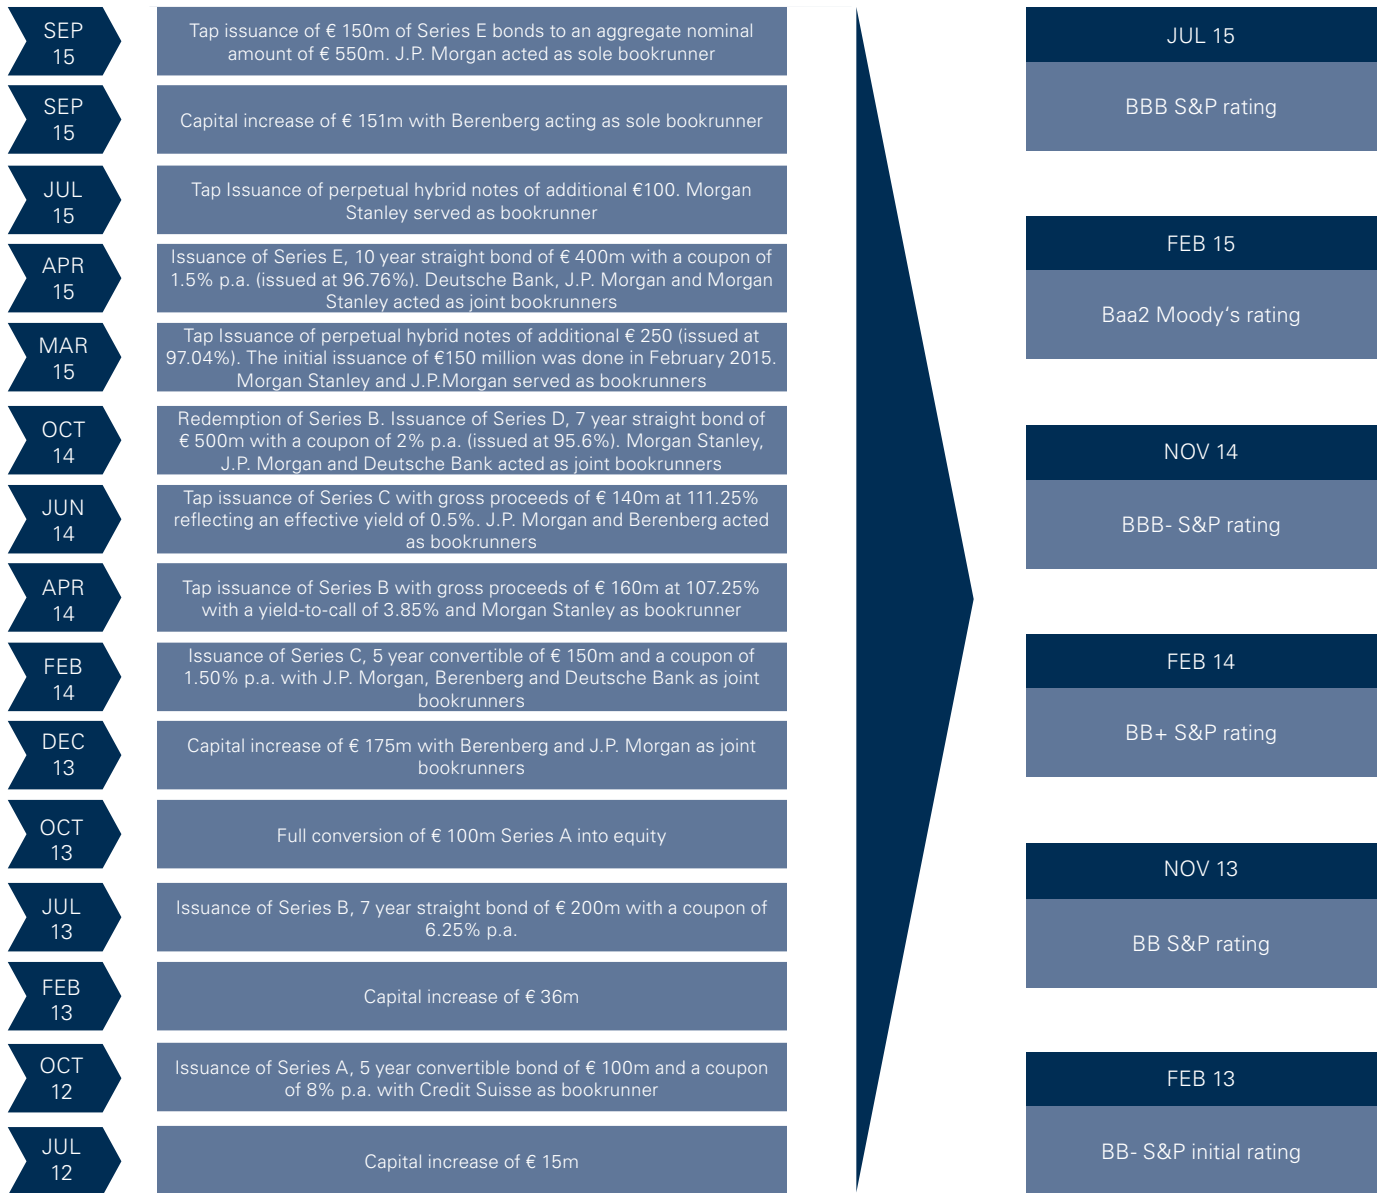 SEP
15
Tap issuance of € 150m of Series E bonds to an aggregate nominal
amount of € 550m. J.P. Morgan acted as sole bookrunner
SEP
15
Capital increase of € 151m with Berenberg acting as sole bookrunner
JUL
15
Tap Issuance of perpetual hybrid notes of additional €100. Morgan
Stanley served as bookrunner
APR
15
Issuance of Series E, 10 year straight bond of € 400m with a coupon of
1.5% p.a. (issued at 96.76%). Deutsche Bank, J.P. Morgan and Morgan
Stanley acted as joint bookrunners
MAR
15
Tap Issuance of perpetual hybrid notes of additional € 250 (issued at
97.04%). The initial issuance of €150 million was done in February 2015.
Morgan Stanley and J.P.Morgan served as bookrunners
OCT
14
Redemption of Series B. Issuance of Series D, 7 year straight bond of
€ 500m with a coupon of 2% p.a. (issued at 95.6%). Morgan Stanley,
J.P. Morgan and Deutsche Bank acted as joint bookrunners
JUN
14
Tap issuance of Series C with gross proceeds of € 140m at 111.25%
reflecting an effective yield of 0.5%. J.P. Morgan and Berenberg acted
as bookrunners
APR
14
Tap issuance of Series B with gross proceeds of € 160m at 107.25%
with a yield-to-call of 3.85% and Morgan Stanley as bookrunner
FEB
14
Issuance of Series C, 5 year convertible of € 150m and a coupon of
1.50% p.a. with J.P. Morgan, Berenberg and Deutsche Bank as joint
bookrunners
DEC
13
Capital increase of € 175m with Berenberg and J.P. Morgan as joint
bookrunners
OCT
13
Full conversion of € 100m Series A into equity
JUL
13
Issuance of Series B, 7 year straight bond of € 200m with a coupon of
6.25% p.a.
FEB
13
Capital increase of € 36m
OCT
12
Issuance of Series A, 5 year convertible bond of € 100m and a coupon
of 8% p.a. with Credit Suisse as bookrunner
JUL
12
Capital increase of € 15m
JUL 15
BBB S&P rating
FEB 15
Baa2 Moody‘s rating
NOV 14
BBB- S&P rating
FEB 14
BB+ S&P rating
NOV 13
BB S&P rating
FEB 13
BB- S&P initial rating